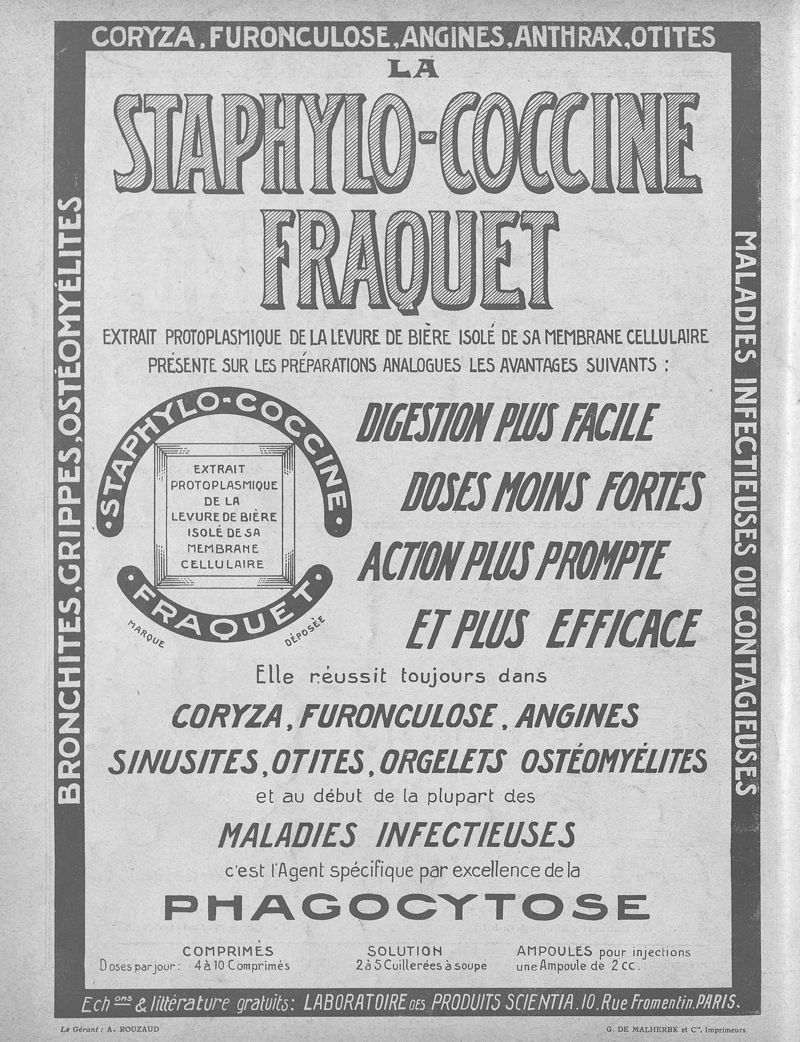 CORYZA, FURONCULOSE, ANGINES, ANTHRAX, OTITES
BRONCHITES, GRIPPES, OSTÉOMYÉLITES
MALADIES INFECTIEUSES OU CONTAGIEUSES
LA
STAPHYLO-COCCINE
FRAQUET
EXTRAIT PROTOPLASMIQUE DE LA LEVURE DE BIÈRE ISOLÉ DE SA MEMBRANE CELLULAIRE
PRÉSENTE SUR LES PRÉPARATIONS ANALOGUES LES AVANTAGES SUIVANTS :
·STAPHYLO-COCCINE·
EXTRAIT
PROTOPLASMIQUE
DE LA
LEVURE DE BIÈRE
ISOLÉ DE SA
MEMBRANE
CELLULAIRE
·FRAQUET·
MARQUE DÉPOSÉE
DIGESTION PLUS FACILE
DOSES MOINS FORTES
ACTION PLUS PROMPTE
ET PLUS EFFICACE
Elle réussit toujours dans
CORYZA, FURONCULOSE, ANGINES
SINUSITES, OTITES, ORGELETS OSTÉOMYÉLITES
et au début de la plupart des
MALADIES INFECTIEUSES
c'est l'Agent spécifique par excellence de la
PHAGOCYTOSE
COMPRIMÉS
Doses par jour: 4 à 10 Comprimés
SOLUTION
2 à 5 Cuillerées à soupe
AMPOULES pour injections
une Ampoule de 2 cc.
Ech ons & littérature gratuits: LABORATOIRE DES PRODUITS SCIENTIA. 10, Rue Fromentin. PARIS.
Le Gérant : A. ROUZAUD
G. DE MALHERBE et Cie, Imprimeurs